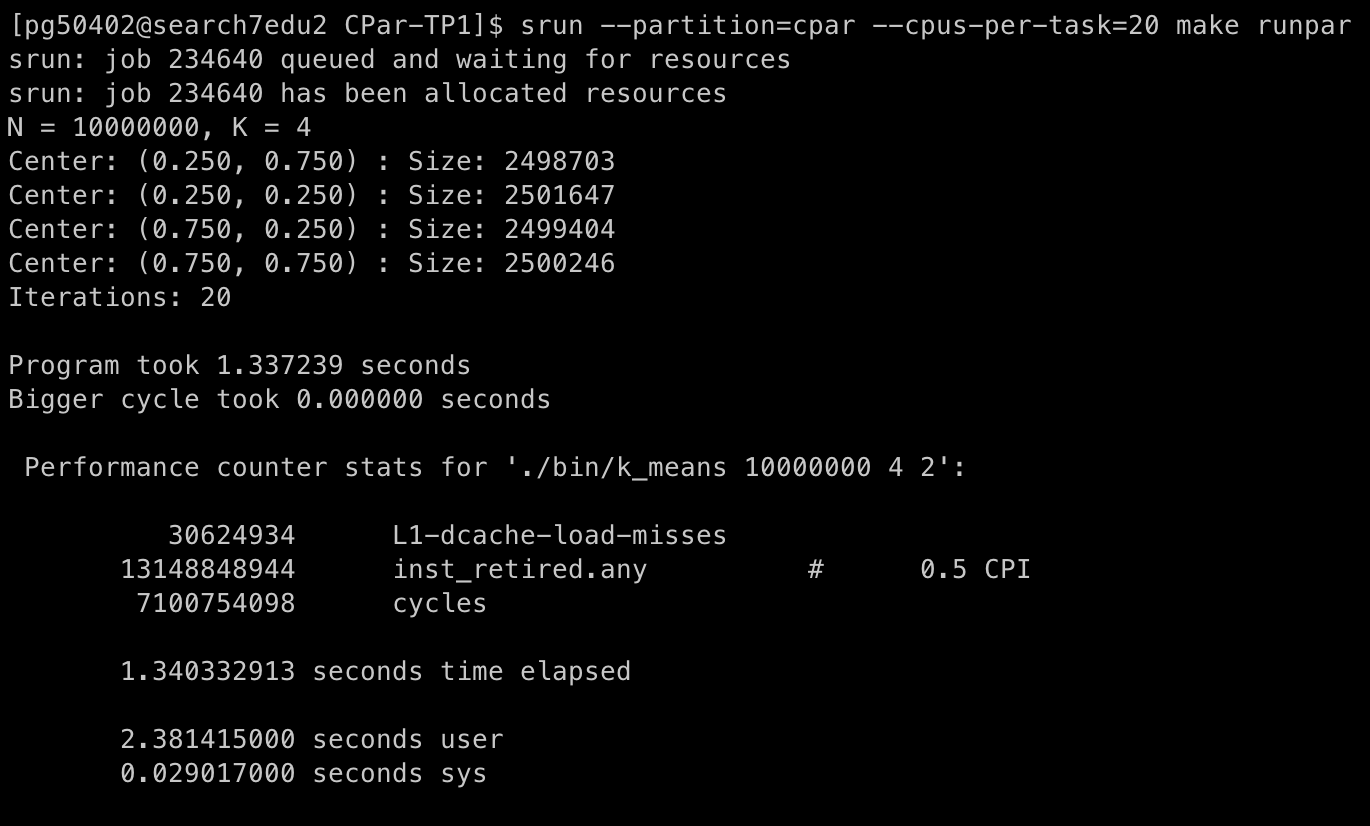 [pg50402@search7edu2 CPar-TP1]$ srun --partition=cpar --cpus-per-task=20 make runpar
srun: job 234640 queued and waiting for resources
srun: job 234640 has been allocated resources
N = 10000000, K = 4
Center: (0.250, 0.750) : Size: 2498703
Center: (0.250, 0.250) : Size: 2501647
Center: (0.750, 0.250) : Size: 2499404
Center: (0.750, 0.750) : Size: 2500246
Iterations: 20
Program took 1.337239 seconds
Bigger cycle took 0.000000 seconds
Performance counter stats for './bin/k_means 10000000 4 2':
30624934 L1-dcache-load-misses
13148848944 inst_retired.any # 0.5 CPI
7100754098 cycles
1.340332913 seconds time elapsed
2.381415000 seconds user
0.029017000 seconds sys